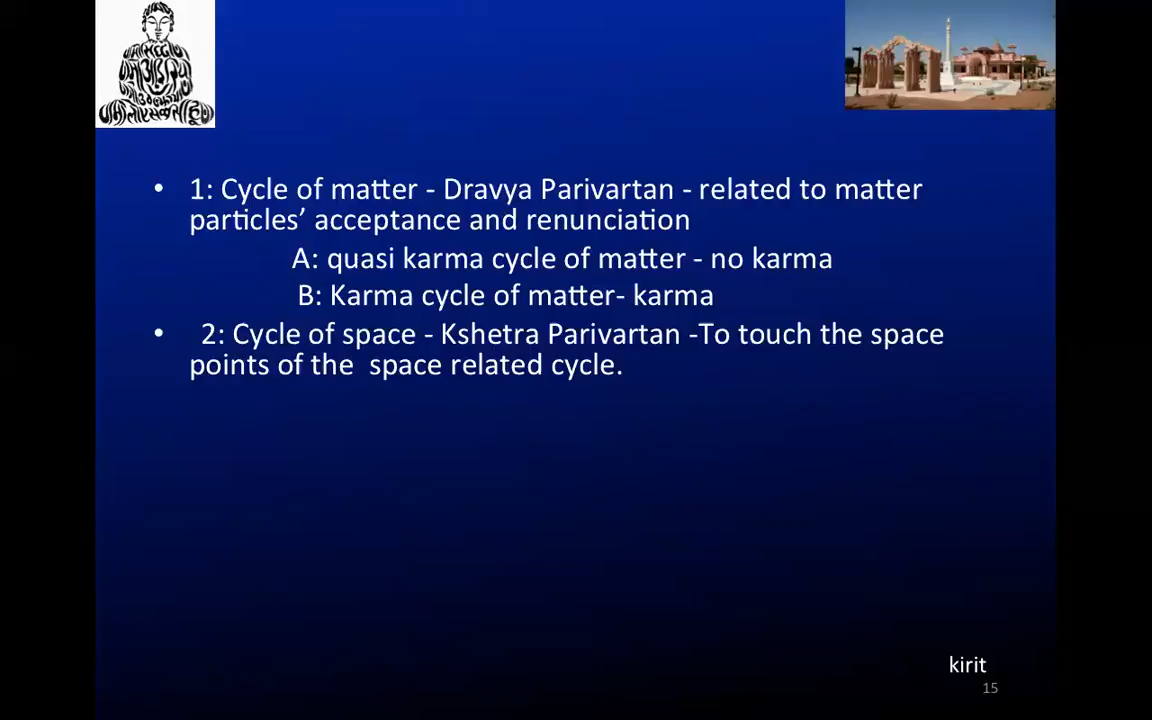 • 1: Cycle of matter - Dravya Parivartan - related to matter
particles’ acceptance and renunciation
A: quasi karma cycle of matter - no karma
B: Karma cycle of matter- karma
• 2: Cycle of space - Kshetra Parivartan -To touch the space
points of the  space related cycle.
kirit
15